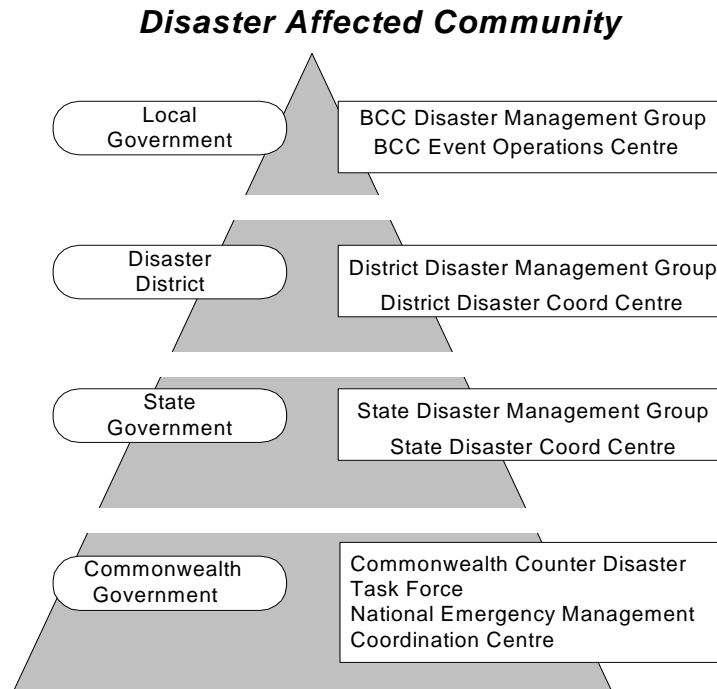 Disaster Affected Community
Local
Government
BCC Disaster Management Group
BCC Event Operations Centre
Disaster
District
District Disaster Management Group
District Disaster Coord Centre
State
Government
State Disaster Management Group
State Disaster Coord Centre
Commonwealth
Government
Commonwealth Counter Disaster
Task Force
National Emergency Management
Coordination Centre